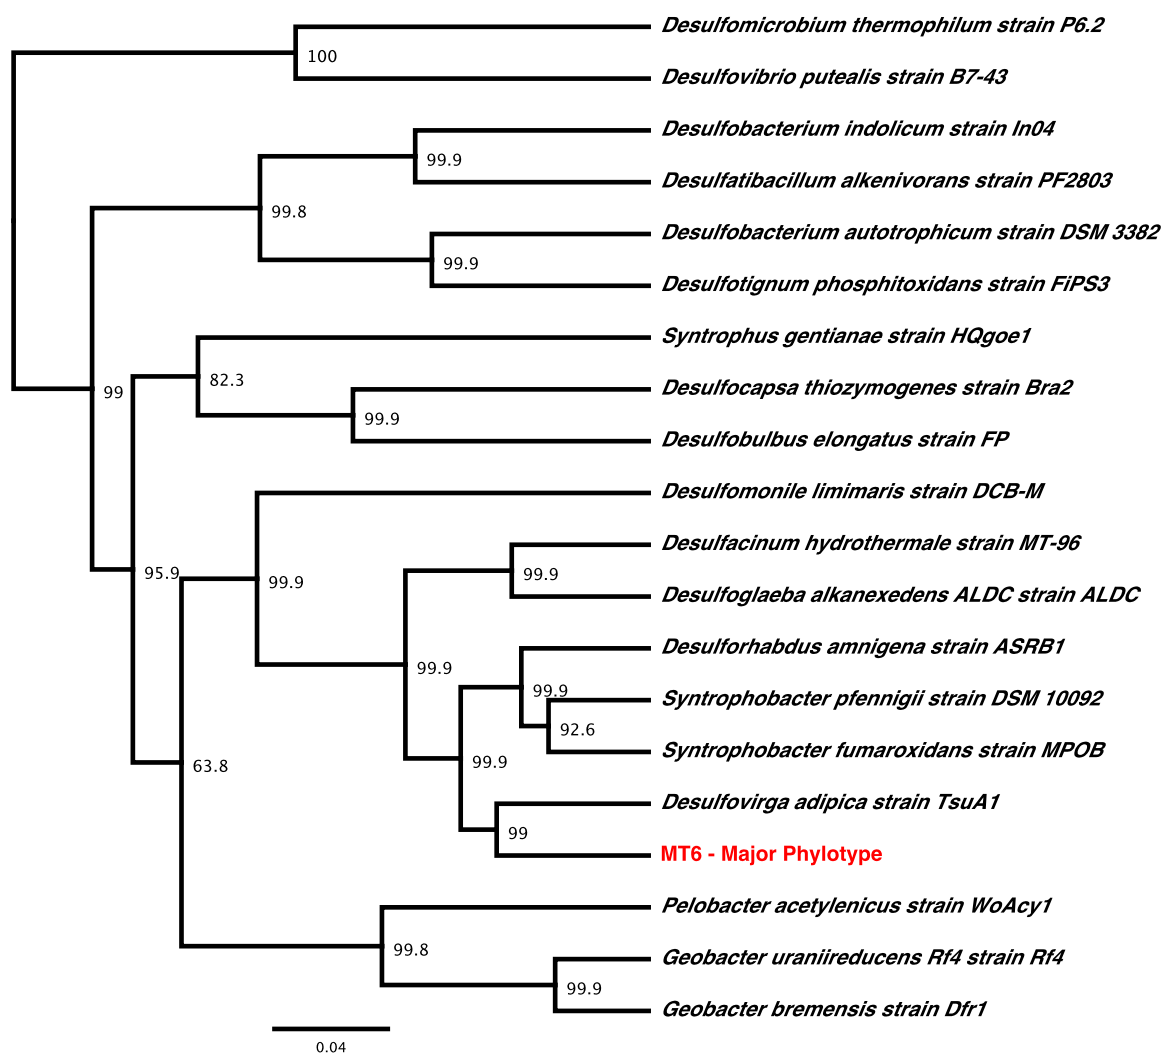 Desulfomicrobium thermophilum strain P6.2
100
Desulfovibrio putealis strain B7-43
Desulfobacterium indolicum strain In04
99.9
Desulfatibacillum alkenivorans strain PF2803
99.8
Desulfobacterium autotrophicum strain DSM 3382
99.9
Desulfotignum phosphitoxidans strain FiPS3
Syntrophus gentianae strain HQgoe1
82.3
Desulfocapsa thiozymogenes strain Bra2
99
99.9
Desulfobulbus elongatus strain FP
Desulfomonile limimaris strain DCB-M
Desulfacinum hydrothermale strain MT-96
95.9
99.9
99.9
Desulfoglaeba alkanexedens ALDC strain ALDC
Desulforhabdus amnigena strain ASRB1
99.9
99.9
Syntrophobacter pfennigii strain DSM 10092
92.6
Syntrophobacter fumaroxidans strain MPOB
63.8
99.9
Desulfovirga adipica strain TsuA1
99
MT6 - Major Phylotype
Pelobacter acetylenicus strain WoAcy1
99.8
Geobacter uraniireducens Rf4 strain Rf4
99.9
Geobacter bremensis strain Dfr1
0.04